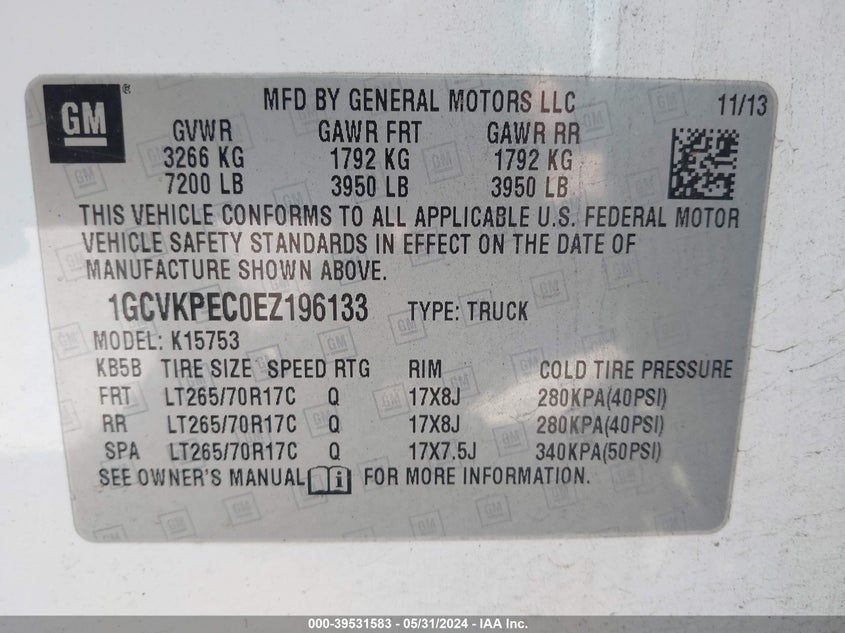 GM® MFD BY GENERAL MOTORS LLC 11/13
GVWR GAWR FRT GAWR RR
3266 KG 1792 KG 1792 KG
7200 LB 3950 LB 3950 LB
THIS VEHICLE CONFORMS TO ALL APPLICABLE U.S. FEDERAL MOTOR
VEHICLE SAFETY STANDARDS IN EFFECT ON THE DATE OF
MANUFACTURE SHOWN ABOVE.
1GCVKPEC0EZ196133 TYPE: TRUCK
MODEL: K15753
KB5B TIRE SIZE SPEED RTG RIM COLD TIRE PRESSURE
FRT LT265/70R17C Q 17X8J 280KPA(40PSI)
RR LT265/70R17C Q 17X8J 280KPA(40PSI)
SPA LT265/70R17C Q 17X7.5J 340KPA(50PSI)
SEE OWNER'S MANUAL i FOR MORE INFORMATION.
000-39531583 - 05/31/2024 - IAA Inc.